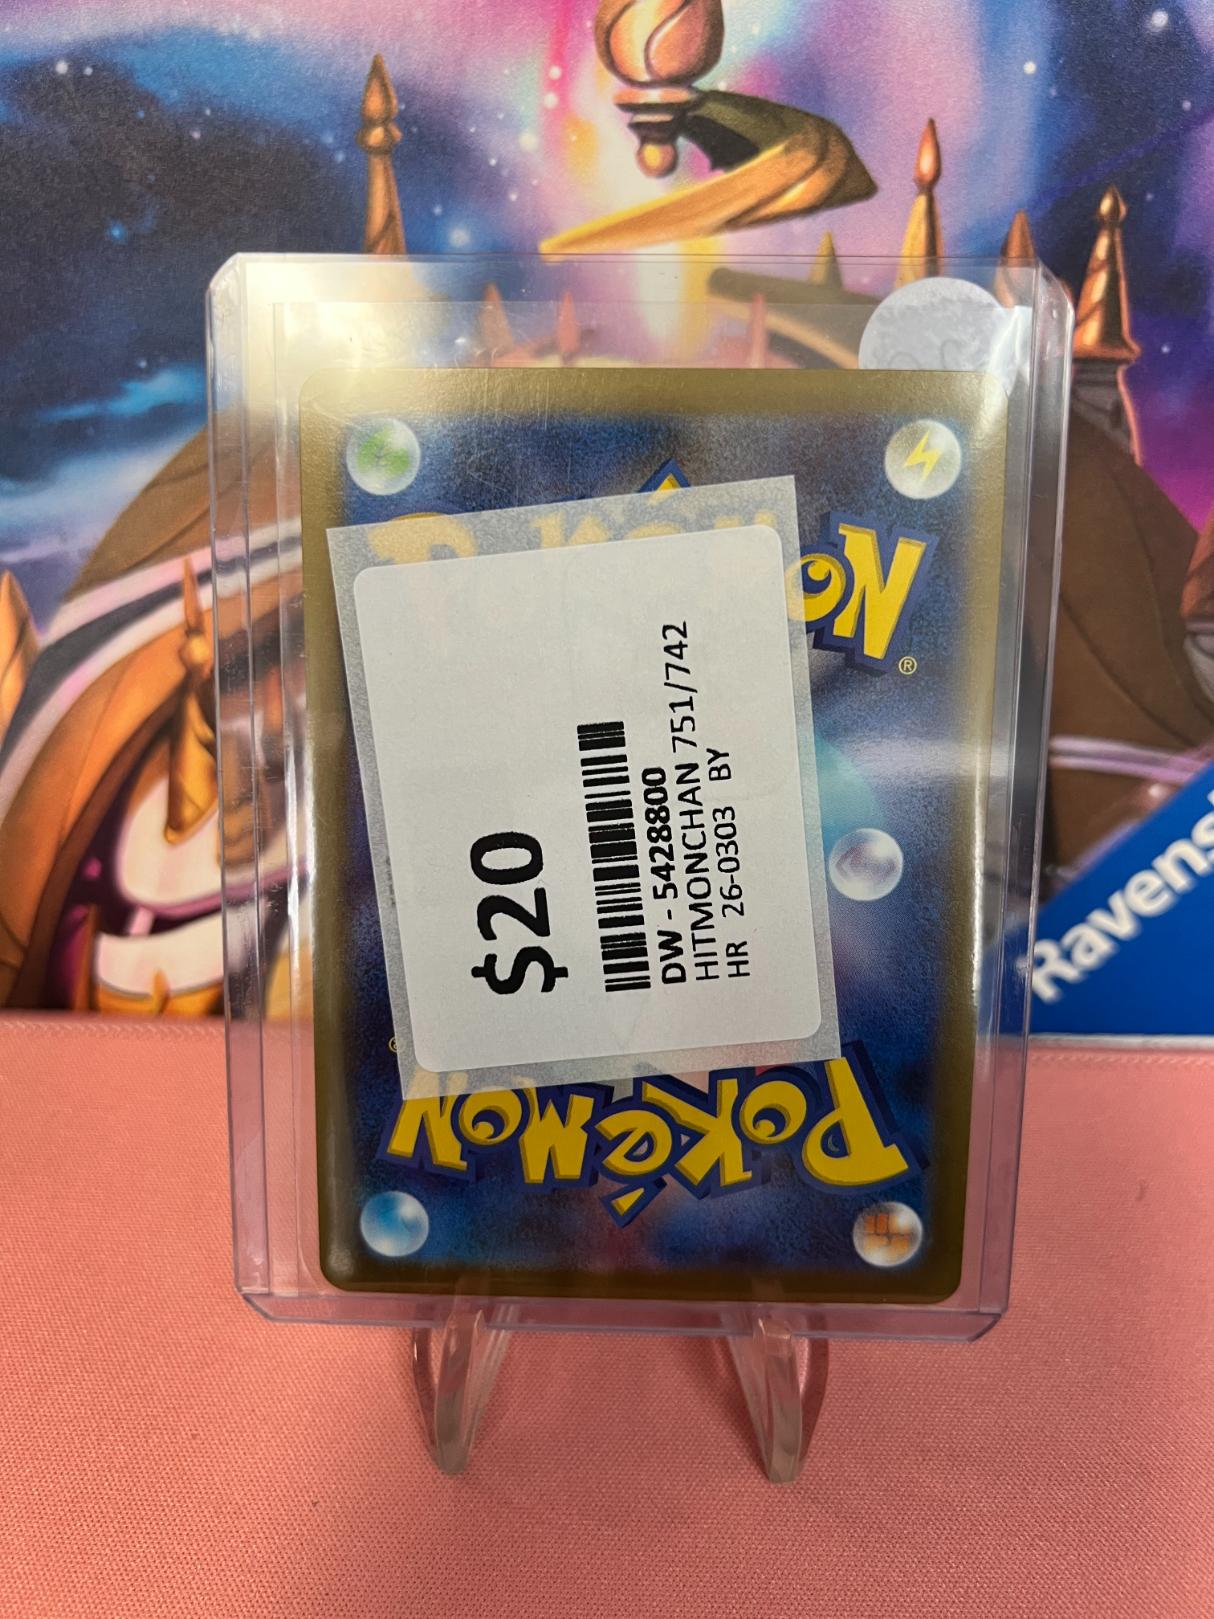 Pokémon
®
$20
DW - 5428800
HITMONCHAN 751/742
HR 26-0303 BY
Pokémon
®
Ravens